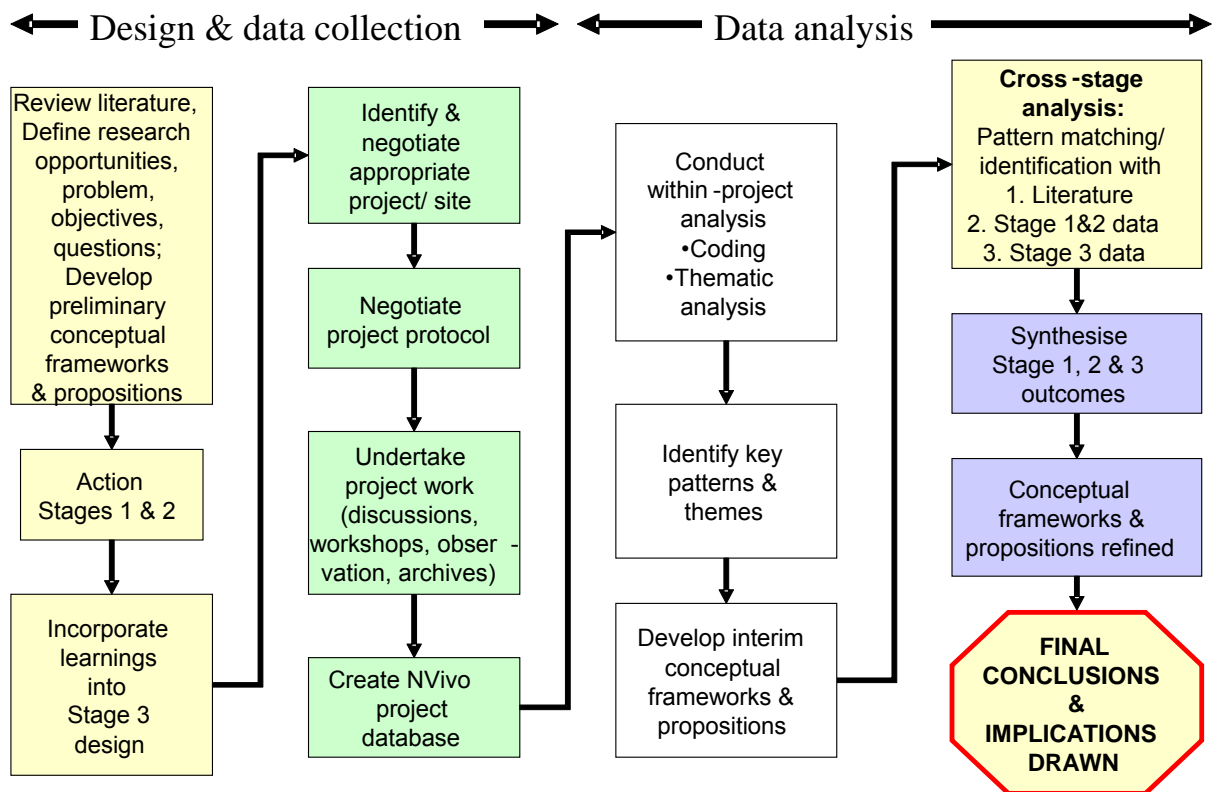 Design & data collection
Data analysis
Review literature,
Define research
opportunities,
problem,
objectives,
questions;
Develop
preliminary
conceptual
frameworks
& propositions
Action
Stages 1 & 2
Incorporate
learnings
into
Stage 3
design
Identify &
negotiate
appropriate
project/ site
Negotiate
project protocol
Undertake
project work
(discussions,
workshops, obser -
vation, archives)
Create NVivo
project
database
Conduct
within -project
analysis
•Coding
•Thematic
analysis
Identify key
patterns &
themes
Develop interim
conceptual
frameworks &
propositions
Cross -stage
analysis:
Pattern matching/
identification with
1. Literature
2. Stage 1&2 data
3. Stage 3 data
Synthesise
Stage 1, 2 & 3
outcomes
Conceptual
frameworks &
propositions refined
FINAL
CONCLUSIONS
&
IMPLICATIONS
DRAWN